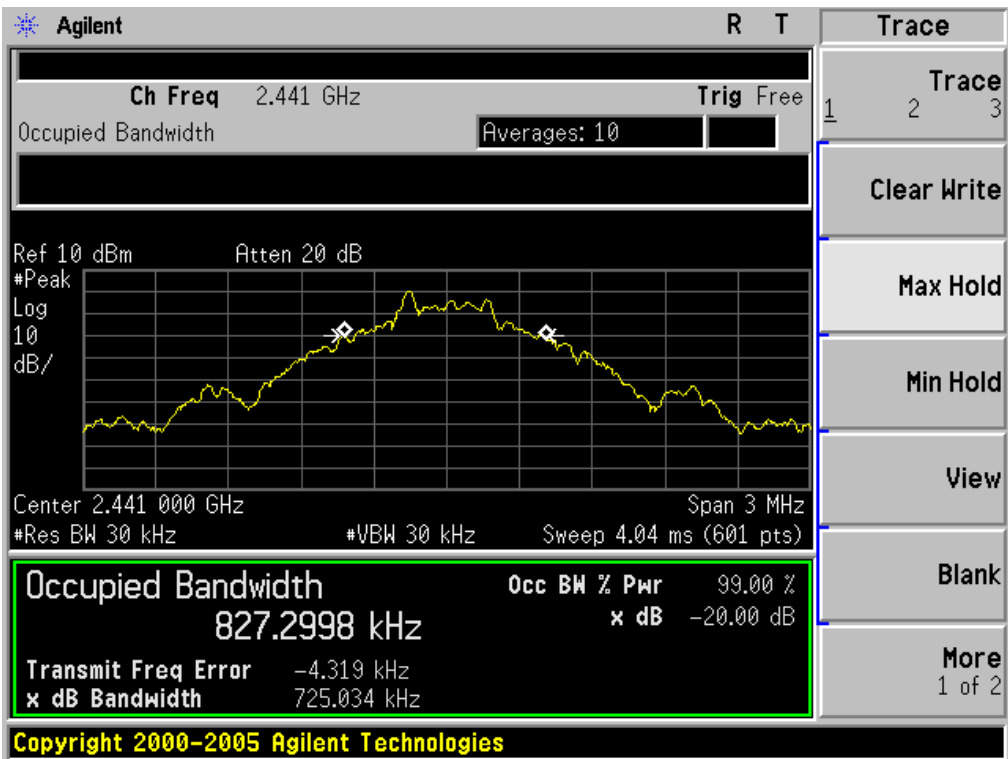 Agilent R T Trace
Ch Freq 2.441 GHz Trig Free
Occupied Bandwidth Averages: 10
Trace
1 2 3
Clear Write
Ref 10 dBm Atten 20 dB
#Peak
Log
10
dB/
Max Hold
Min Hold
View
Center 2.441 000 GHz Span 3 MHz
#Res BW 30 kHz #VBW 30 kHz Sweep 4.04 ms (601 pts)
Occupied Bandwidth Occ BW % Pwr 99.00 %
827.2998 kHz x dB -20.00 dB
Transmit Freq Error -4.319 kHz
x dB Bandwidth 725.034 kHz
Blank
More
1 of 2
Copyright 2000-2005 Agilent Technologies